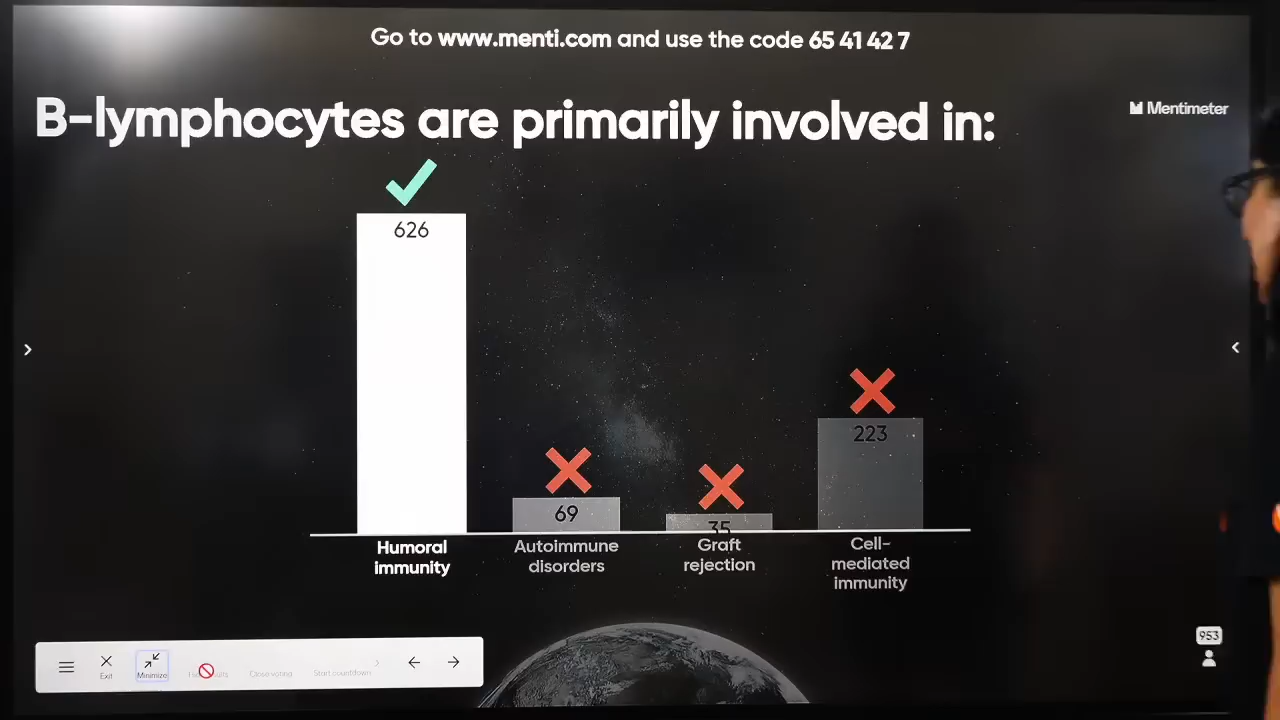 Go to www.menti.com and use the code 65 41 42 7
B-lymphocytes are primarily involved in:
Mentimeter
626
69
35
223
Humoral
immunity
Autoimmune
disorders
Graft
rejection
Cell-
mediated
immunity
Exit
Minimize
Close voting
Start countdown
953